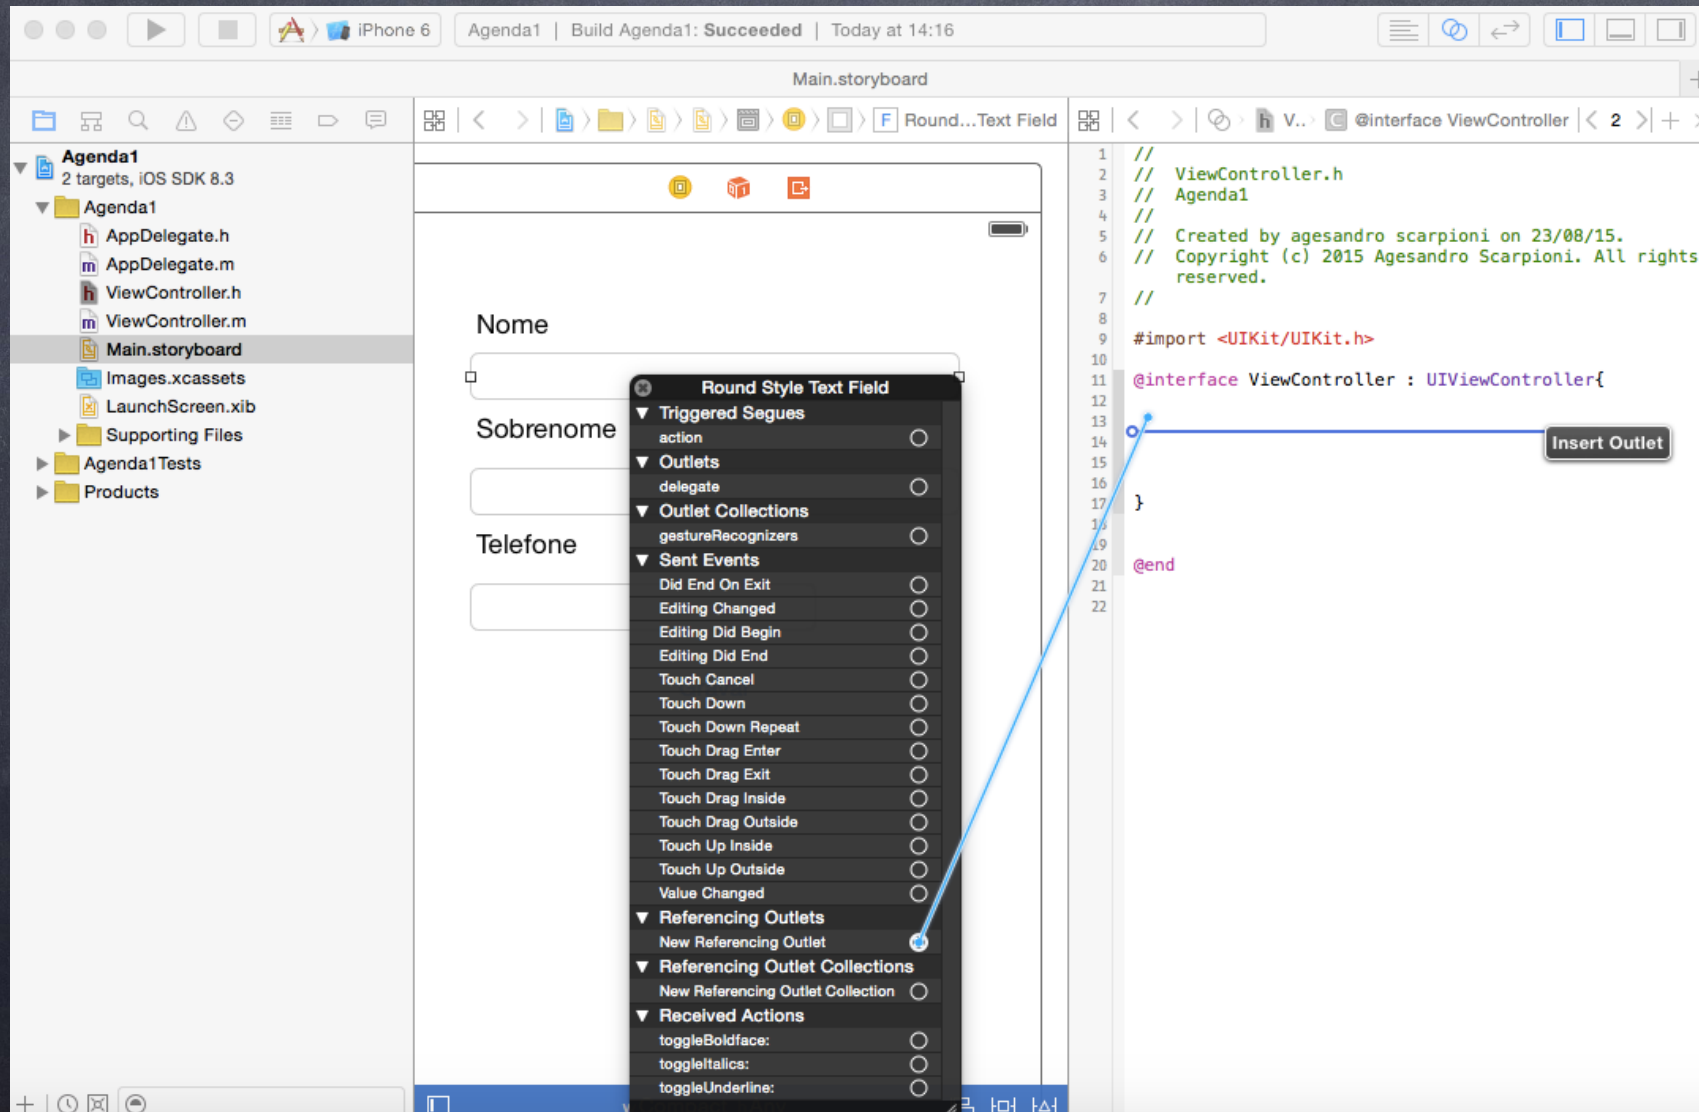 iPhone 6
Agenda1 | Build Agenda1: Succeeded | Today at 14:16
Main.storyboard
Round...Text Field
V... @interface ViewController 2
Agenda1
2 targets, iOS SDK 8.3
Agenda1
AppDelegate.h
AppDelegate.m
ViewController.h
ViewController.m
Main.storyboard
Images.xcassets
LaunchScreen.xib
Supporting Files
Agenda1Tests
Products
Nome
Sobrenome
Telefone
Round Style Text Field
Triggered Segues
action
Outlets
delegate
Outlet Collections
gestureRecognizers
Sent Events
Did End On Exit
Editing Changed
Editing Did Begin
Editing Did End
Touch Cancel
Touch Down
Touch Down Repeat
Touch Drag Enter
Touch Drag Exit
Touch Drag Inside
Touch Drag Outside
Touch Up Inside
Touch Up Outside
Value Changed
Referencing Outlets
New Referencing Outlet
Referencing Outlet Collections
New Referencing Outlet Collection
Received Actions
toggleBoldface:
toggleItalics:
toggleUnderline:
1 //
2 // ViewController.h
3 // Agenda1
4 //
5 // Created by agesandro scarpioni on 23/08/15.
6 // Copyright (c) 2015 Agesandro Scarpioni. All rights
reserved.
7 //
8
9 #import <UIKit/UIKit.h>
10
11 @interface ViewController : UIViewController{
12
13
14
Insert Outlet
15
16
17 }
18
19
20 @end
21
22